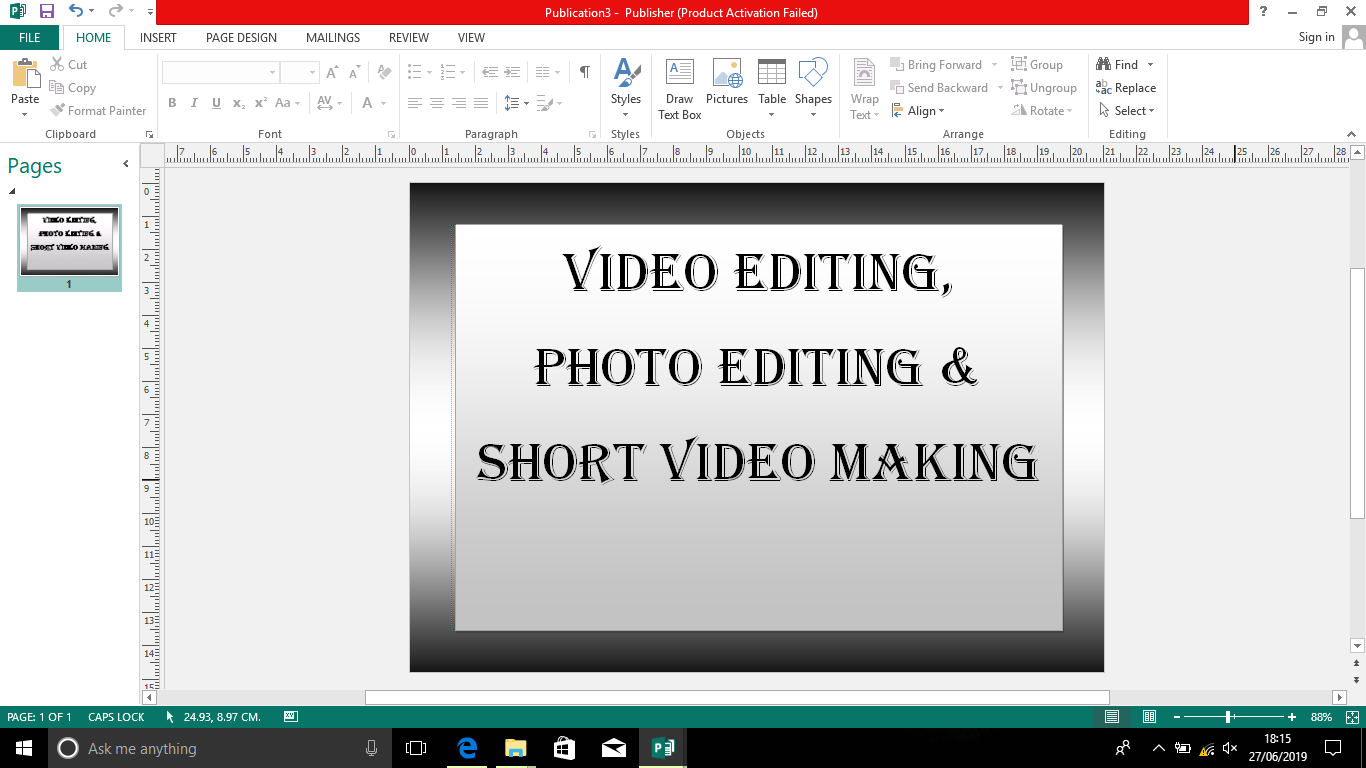 Publication3 - Publisher (Product Activation Failed)
?
FILE HOME INSERT PAGE DESIGN MAILINGS REVIEW VIEW Sign in
Paste
Cut
Copy
Format Painter
Clipboard
B I U x₂ x² Aa AV A
Font
Paragraph
Styles
Styles
Draw Text Box
Pictures
Table
Shapes
Objects
Wrap Text
Bring Forward
Send Backward
Align
Group
Ungroup
Rotate
Arrange
Find
Replace
Select
Editing
Pages
7 6 5 4 3 2 1 0 1 2 3 4 5 6 7 8 9 10 11 12 13 14 15 16 17 18 19 20 21 22 23 24 25 26 27 28
0
1
2
3
4
5
6
7
8
9
10
11
12
13
14
15
VIDEO EDITING,
PHOTO EDITING &
SHORT VIDEO MAKING
1
VIDEO EDITING,
PHOTO EDITING &
SHORT VIDEO MAKING
PAGE: 1 OF 1 CAPS LOCK 24.93, 8.97 CM. 88%
Ask me anything
18:15
27/06/2019